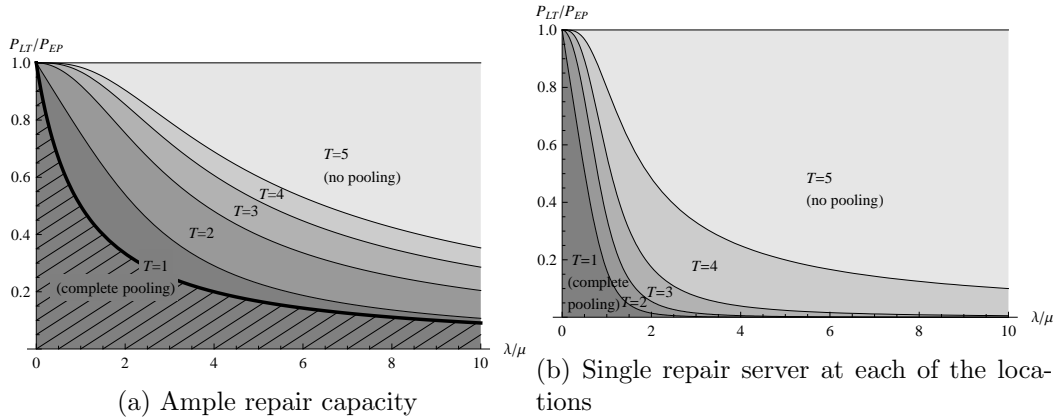 P_LT/P_EP
1.0
0.8
0.6
0.4
0.2
0
2
4
6
8
10
λ/μ
T=5
(no pooling)
T=4
T=3
T=2
T=1
(complete pooling)
(a) Ample repair capacity
P_LT/P_EP
1.0
0.8
0.6
0.4
0.2
0
2
4
6
8
10
λ/μ
T=5
(no pooling)
T=4
T=3
T=2
T=1
(complete
pooling)
(b) Single repair server at each of the loca-
tions